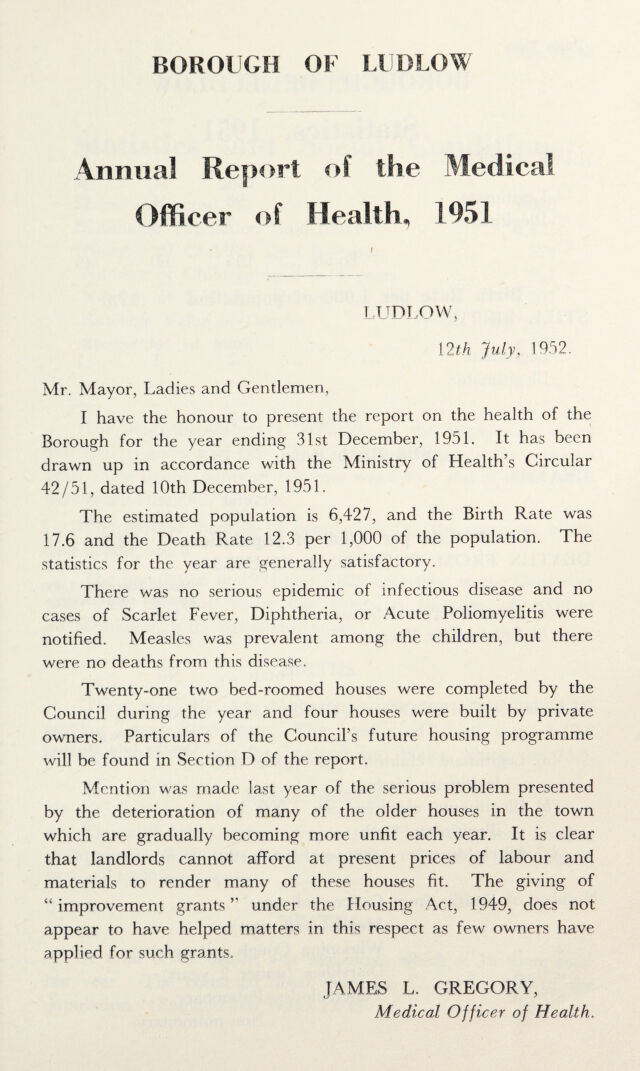 BOROUGH OF LUDLOW
Annual Report of the Medical
Officer of Health, 1951
LUDLOW,
12th July, 1952.
Mr. Mayor, Ladies and Gentlemen,
I have the honour to present the report on the health of the
Borough for the year ending 31st December, 1951. It has been
drawn up in accordance with the Ministry of Health's Circular
42/51, dated 10th December, 1951.
The estimated population is 6,427, and the Birth Rate was
17.6 and the Death Rate 12.3 per 1,000 of the population. The
statistics for the year are generally satisfactory.
There was no serious epidemic of infectious disease and no
cases of Scarlet Fever, Diphtheria, or Acute Poliomyelitis were
notified. Measles was prevalent among the children, but there
were no deaths from this disease.
Twenty-one two bed-roomed houses were completed by the
Council during the year and four houses were built by private
owners. Particulars of the Council's future housing programme
will be found in Section D of the report.
Mention was made last year of the serious problem presented
by the deterioration of many of the older houses in the town
which are gradually becoming more unfit each year. It is clear
that landlords cannot afford at present prices of labour and
materials to render many of these houses fit. The giving of
“improvement grants” under the Housing Act, 1949, does not
appear to have helped matters in this respect as few owners have
applied for such grants.
JAMES L. GREGORY,
Medical Officer of Health.